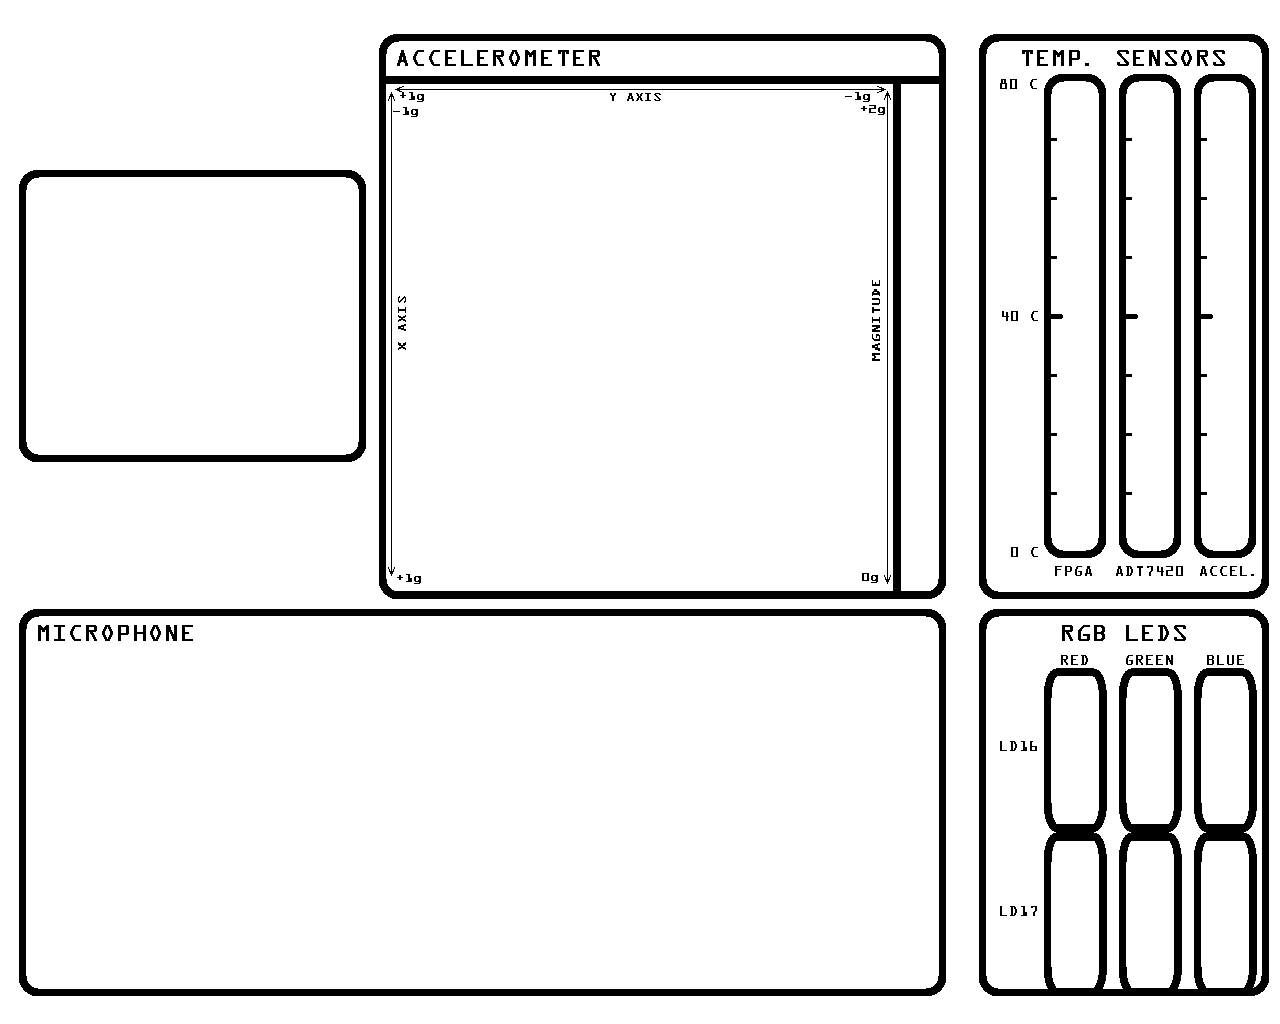 ACCELEROMETER
+1g
Y AXIS
-1g
-1g
+2g
X AXIS
MAGNITUDE
+1g
0g
TEMP. SENSORS
80 C
40 C
0 C
FPGA ADT7420 ACCEL.
MICROPHONE
RGB LEDS
RED GREEN BLUE
LD16
LD17